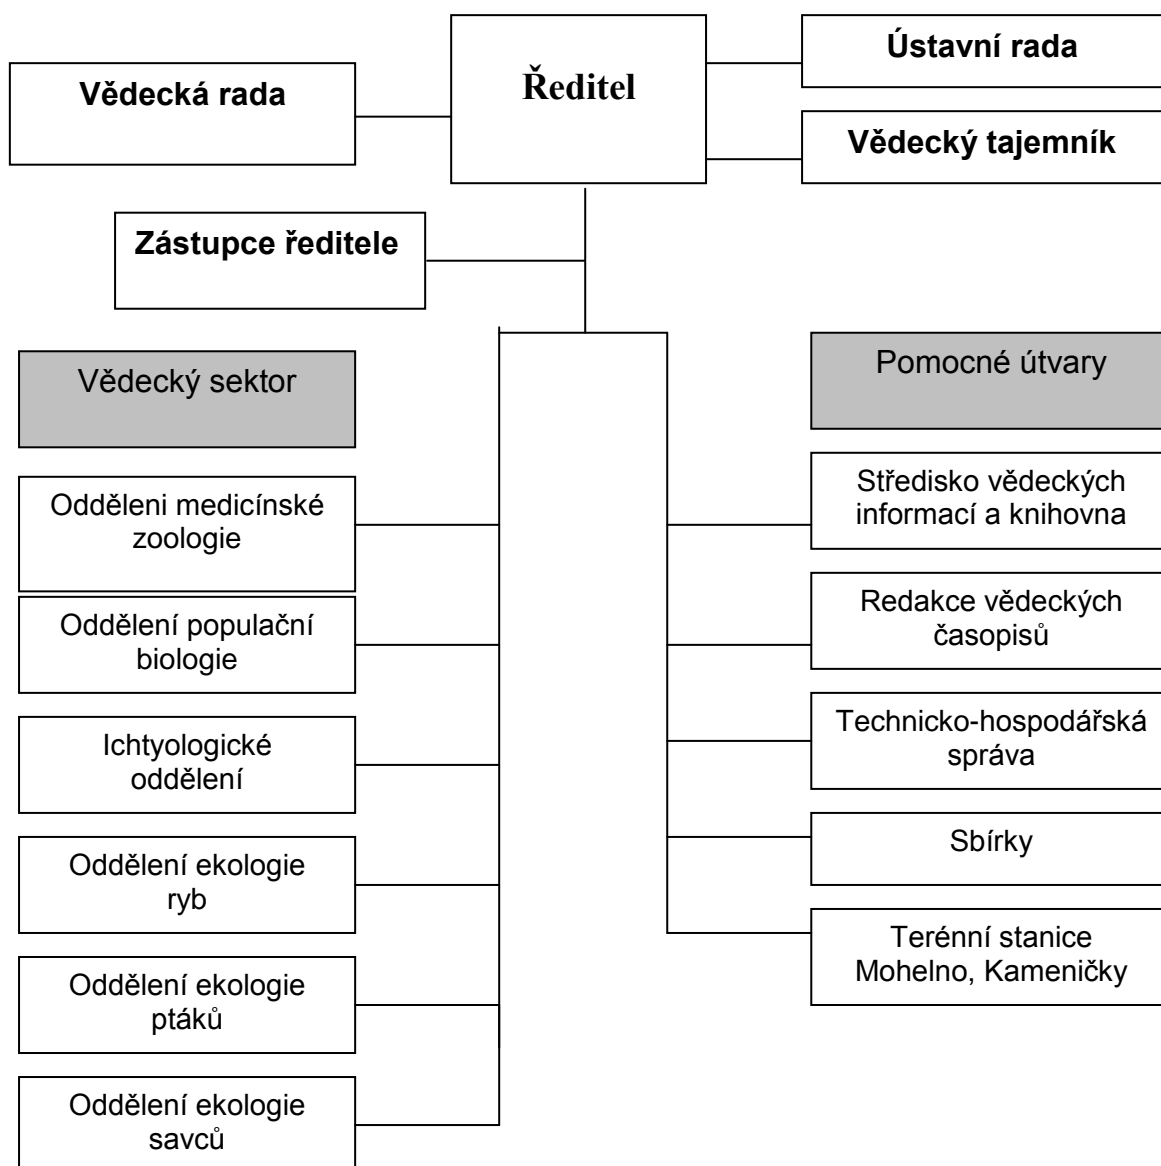 Vědecká rada
Ředitel
Ústavní rada
Vědecký tajemník
Zástupce ředitele
Vědecký sektor
Odděleni medicínské
zoologie
Oddělení populační
biologie
Ichtyologické
oddělení
Oddělení ekologie
ryb
Oddělení ekologie
ptáků
Oddělení ekologie
savců
Pomocné útvary
Středisko vědeckých
informací a knihovna
Redakce vědeckých
časopisů
Technicko-hospodářská
správa
Sbírky
Terénní stanice
Mohelno, Kameničky